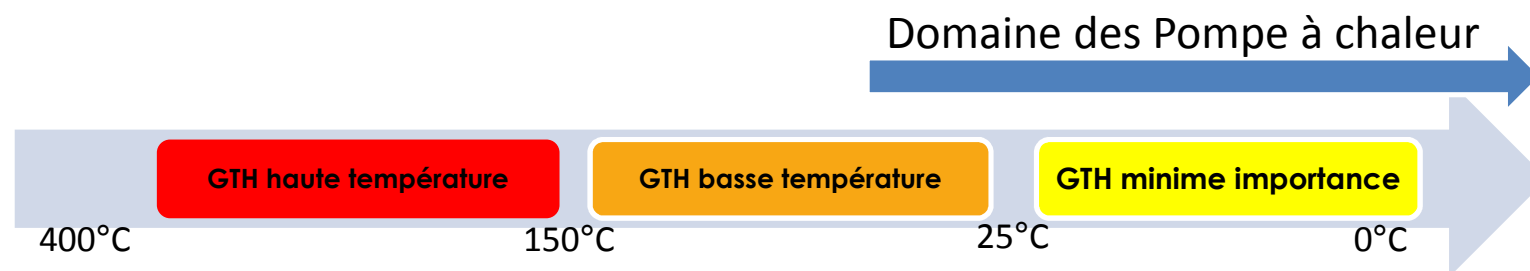 Domaine des Pompe à chaleur
GTH haute température
GTH basse température
GTH minime importance
400°C
150°C
25°C
0°C